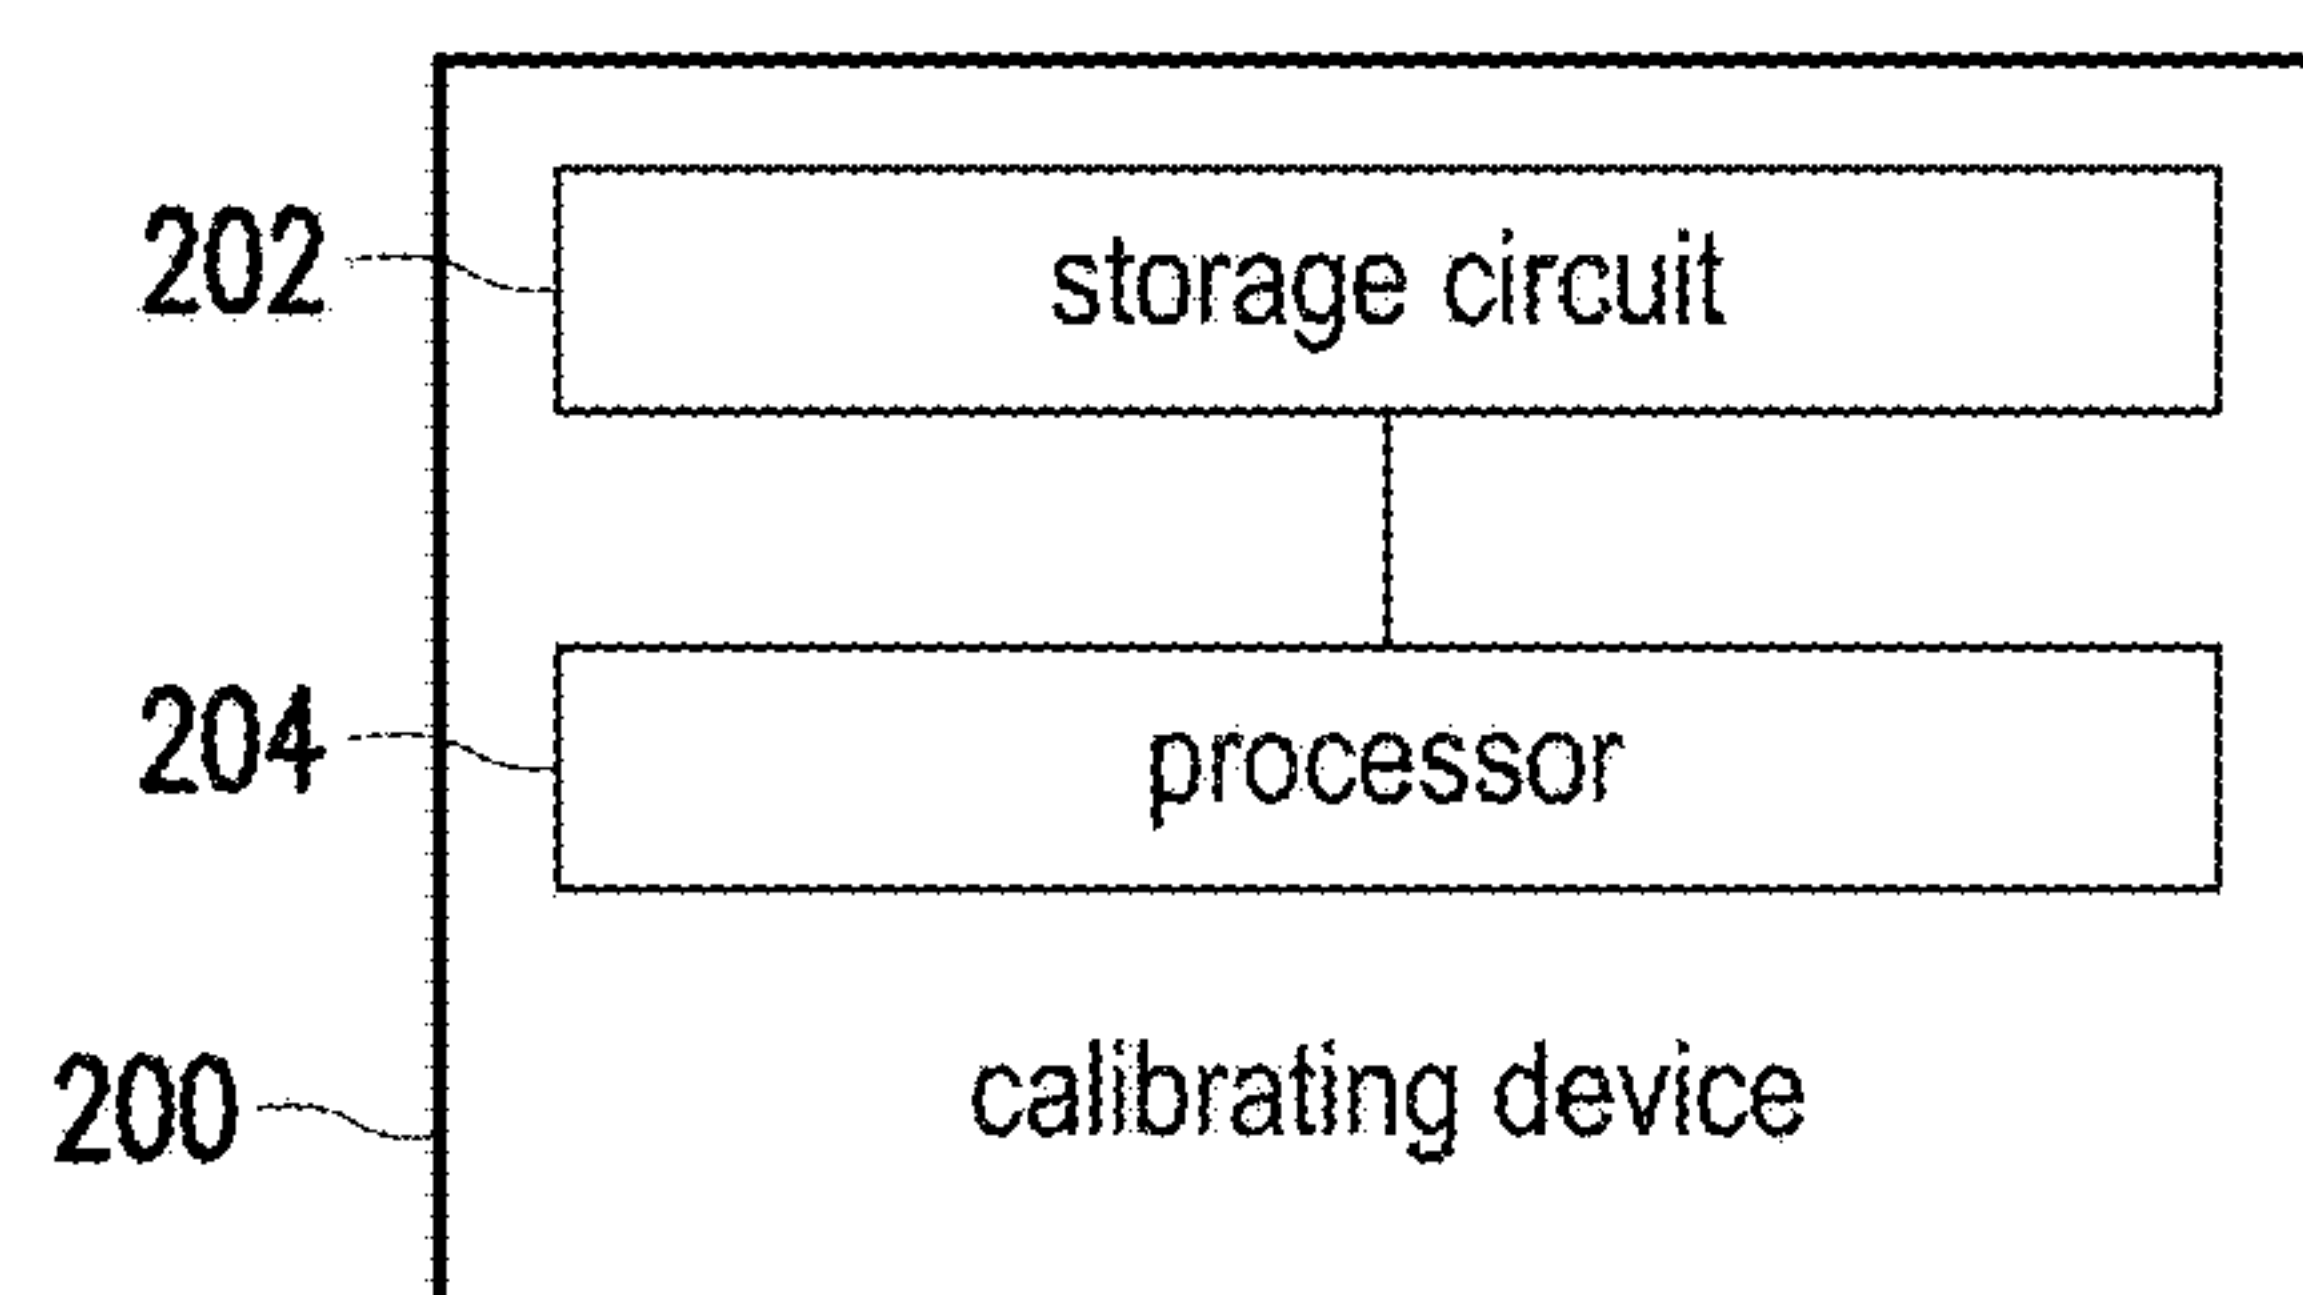 202
storage circuit
204
processor
200
calibrating device